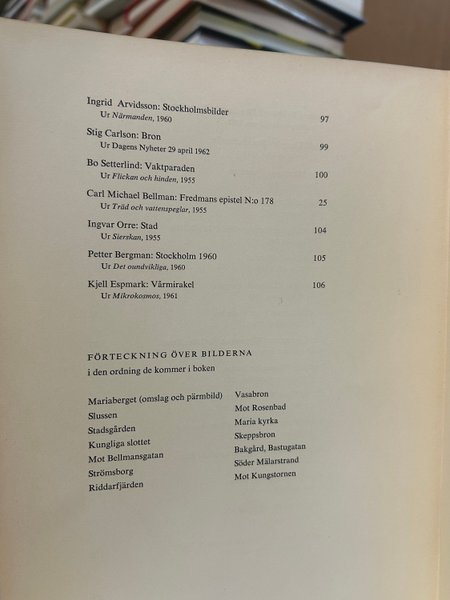 Ingrid Arvidsson: Stockholmsbilder 97
Ur Närmanden, 1960
Stig Carlson: Bron 99
Ur Dagens Nyheter 29 april 1962
Bo Setterlind: Vaktparaden 100
Ur Flickan och hinden, 1955
Carl Michael Bellman: Fredmans epistel N:o 178 25
Ur Träd och vattenspeglar, 1955
Ingvar Orre: Stad 104
Ur Sierskan, 1955
Petter Bergman: Stockholm 1960 105
Ur Det oundvikliga, 1960
Kjell Espmark: Vårmirakel 106
Ur Mikrokosmos, 1961
FÖRTECKNING ÖVER BILDERNA
i den ordning de kommer i boken
Mariaberget (omslag och pärmbild)
Slussen
Stadsgården
Kungliga slottet
Mot Bellmansgatan
Strömsborg
Riddarfjärden
Vasabron
Mot Rosenbad
Maria kyrka
Skeppsbron
Bakgård, Bastugatan
Söder Mälarstrand
Mot Kungstornen